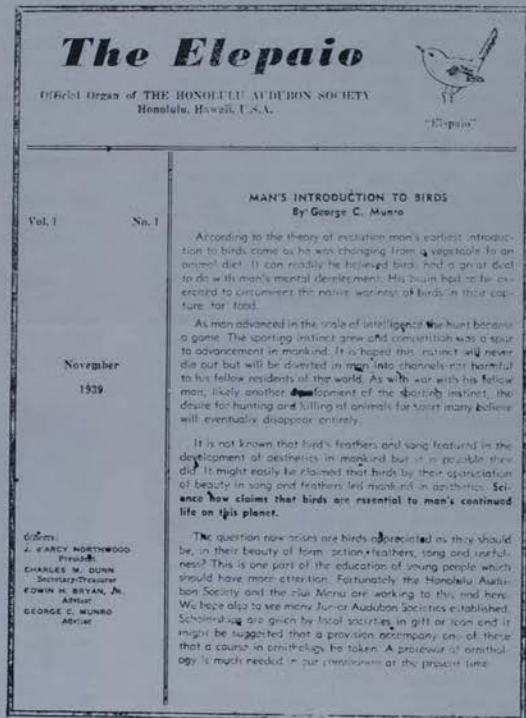 The Elepaio
Official Organ of THE HONOLULU AUDUBON SOCIETY
Honolulu, Hawaii, U.S.A.
"Elepaio"
Vol. 1 No. 1
November
1939
Officers:
J. d'ARCY NORTHWOOD
President
CHARLES M. DUNN
Secretary-Treasurer
EDWIN H. BRYAN, Jr.
Adviser
GEORGE C. MUNRO
Adviser
MAN'S INTRODUCTION TO BIRDS
By George C. Munro
According to the theory of evolution man's earliest introduc-
tion to birds came as he was changing from a vegetable to an
animal diet. It can readily be believed birds had a great deal
to do with man's mental development. His brain had to be ex-
ercised to circumvent the native wariness of birds in their cap-
ture for food.
As man advanced in the scale of intelligence the hunt became
a game. The sporting instinct grew and competition was a spur
to advancement in mankind. It is hoped this instinct will never
die out but will be diverted in man into channels not harmful
to his fellow residents of the world. As with war with his fellow
man, likely another development of the sporting instinct, the
desire for hunting and killing of animals for sport many believe
will eventually disappear entirely.
It is not known that bird's feathers and song featured in the
development of aesthetics in mankind but it is possible they
did. It might easily be claimed that birds by their appreciation
of beauty in song and feathers led mankind in aesthetics. Sci-
ence now claims that birds are essential to man's continued
life on this planet.
The question now arises are birds appreciated as they should
be, in their beauty of form, action, feathers, song and useful-
ness? This is one part of the education of young people which
should have more attention. Fortunately the Honolulu Audu-
bon Society and the Hui Manu are working to this end here.
We hope also to see many Junior Audubon Societies established.
Scholarships are given by local societies in gift or loan and it
might be suggested that a provision accompany one of these
that a course in ornithology be taken. A professor of ornithol-
ogy is much needed in our community at the present time.